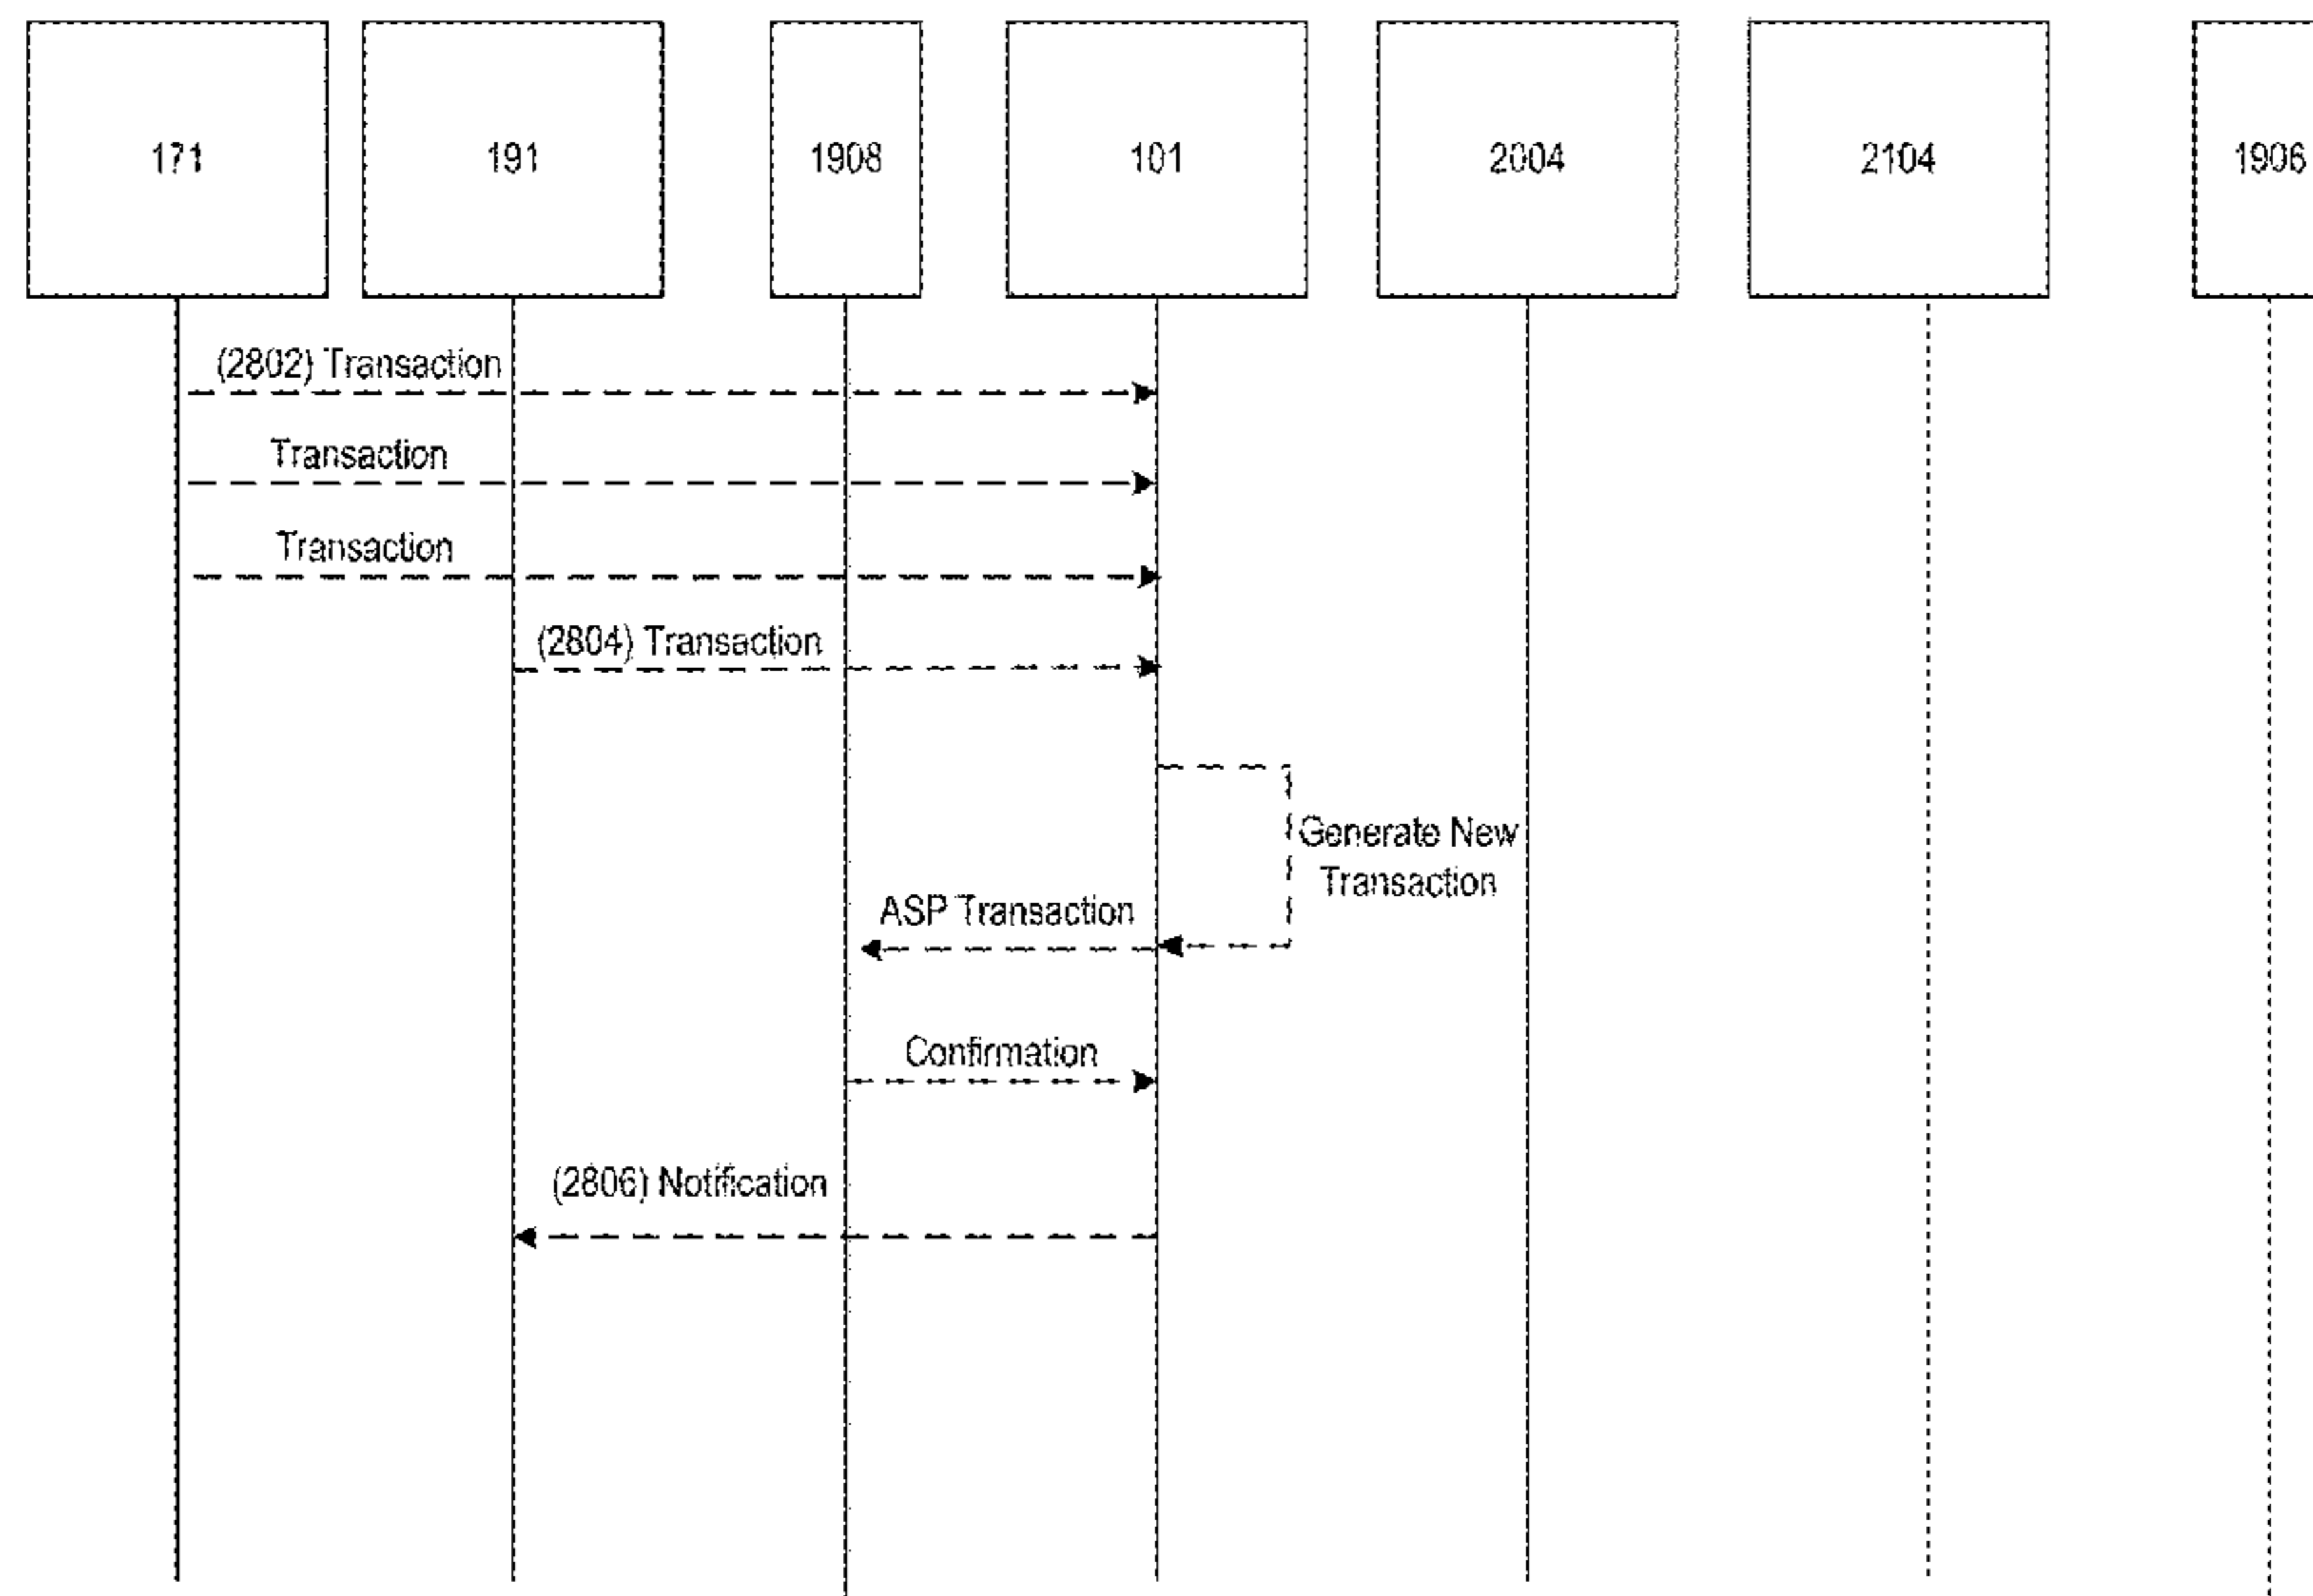 171
191
1908
101
2004
2104
1906
(2802) Transaction
Transaction
Transaction
(2804) Transaction
Generate New
Transaction
ASP Transaction
Confirmation
(2806) Notification